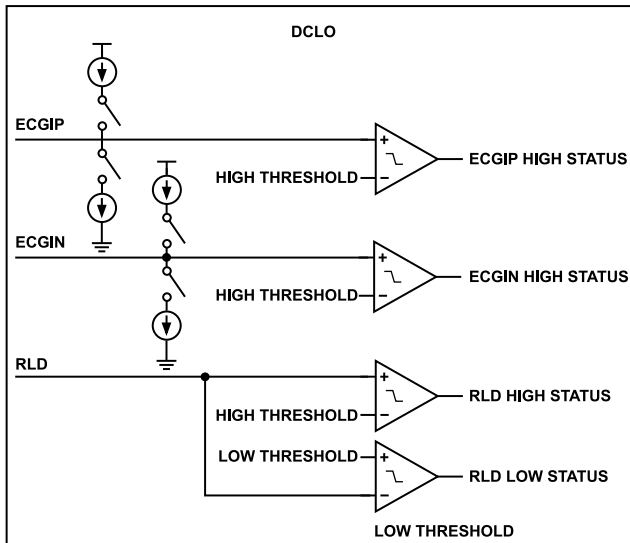 DCLO
ECGIP
+
HIGH THRESHOLD
−
ECGIP HIGH STATUS
ECGIN
+
HIGH THRESHOLD
−
ECGIN HIGH STATUS
RLD
+
HIGH THRESHOLD
−
RLD HIGH STATUS
LOW THRESHOLD
+
−
RLD LOW STATUS
LOW THRESHOLD